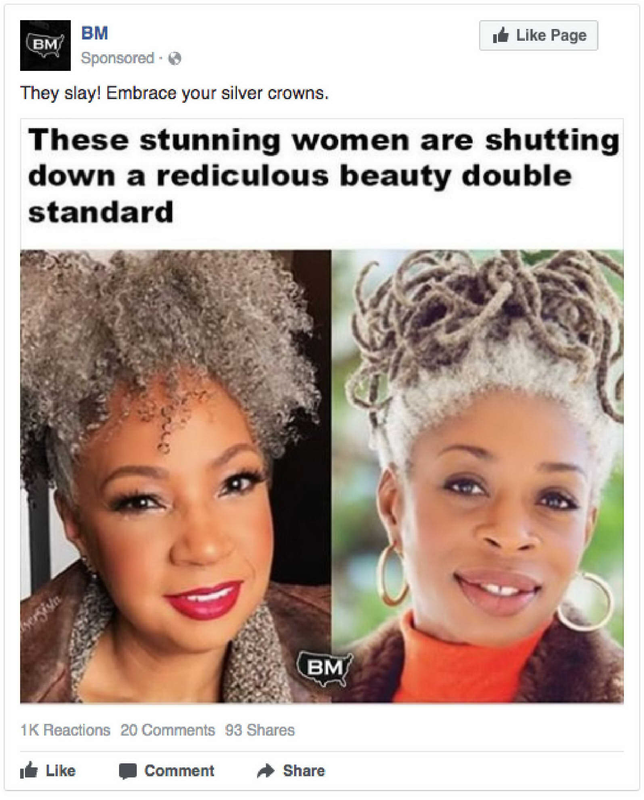 BM
BM
Like Page
Sponsored ·
They slay! Embrace your silver crowns.
These stunning women are shutting
down a rediculous beauty double
standard
BM
1K Reactions 20 Comments 93 Shares
Like Comment Share